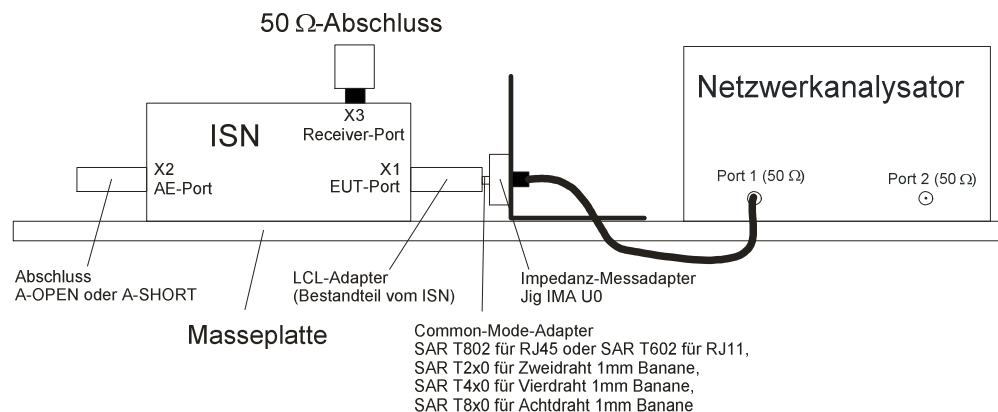 50 Ω-Abschluss
Netzwerkanalysator
ISN
X3
Receiver-Port
X2
AE-Port
X1
EUT-Port
Port 1 (50 Ω)
Port 2 (50 Ω)
Abschluss
A-OPEN oder A-SHORT
LCL-Adapter
(Bestandteil vom ISN)
Impedanz-Messadapter
Jig IMA U0
Masseplatte
Common-Mode-Adapter
SAR T802 für RJ45 oder SAR T602 für RJ11,
SAR T2x0 für Zweidraht 1mm Banane,
SAR T4x0 für Vierdraht 1mm Banane,
SAR T8x0 für Achtdraht 1mm Banane